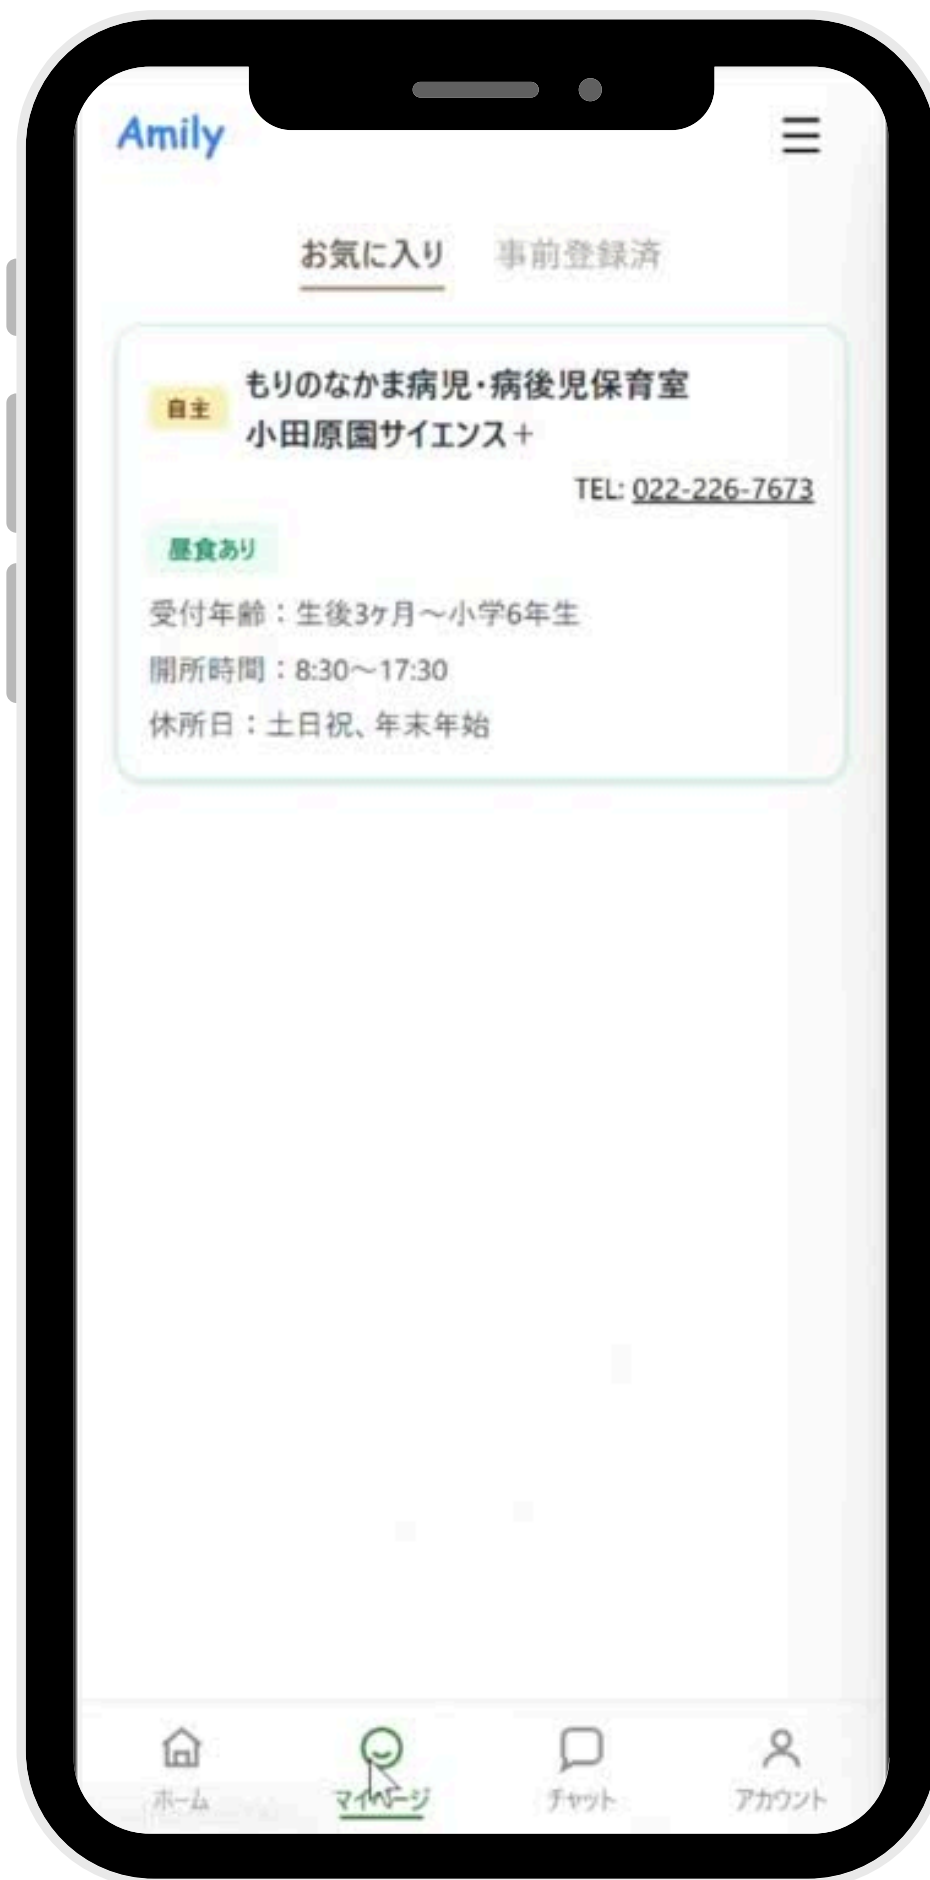 Amily
お気に入り 事前登録済
自主
もりのなかま病児・病後児保育室
小田原園サイエンス+
TEL: 022-226-7673
昼食あり
受付年齢：生後3ヶ月～小学6年生
開所時間：8:30～17:30
休所日：土日祝、年末年始
ホーム マイページ チャット アカウント